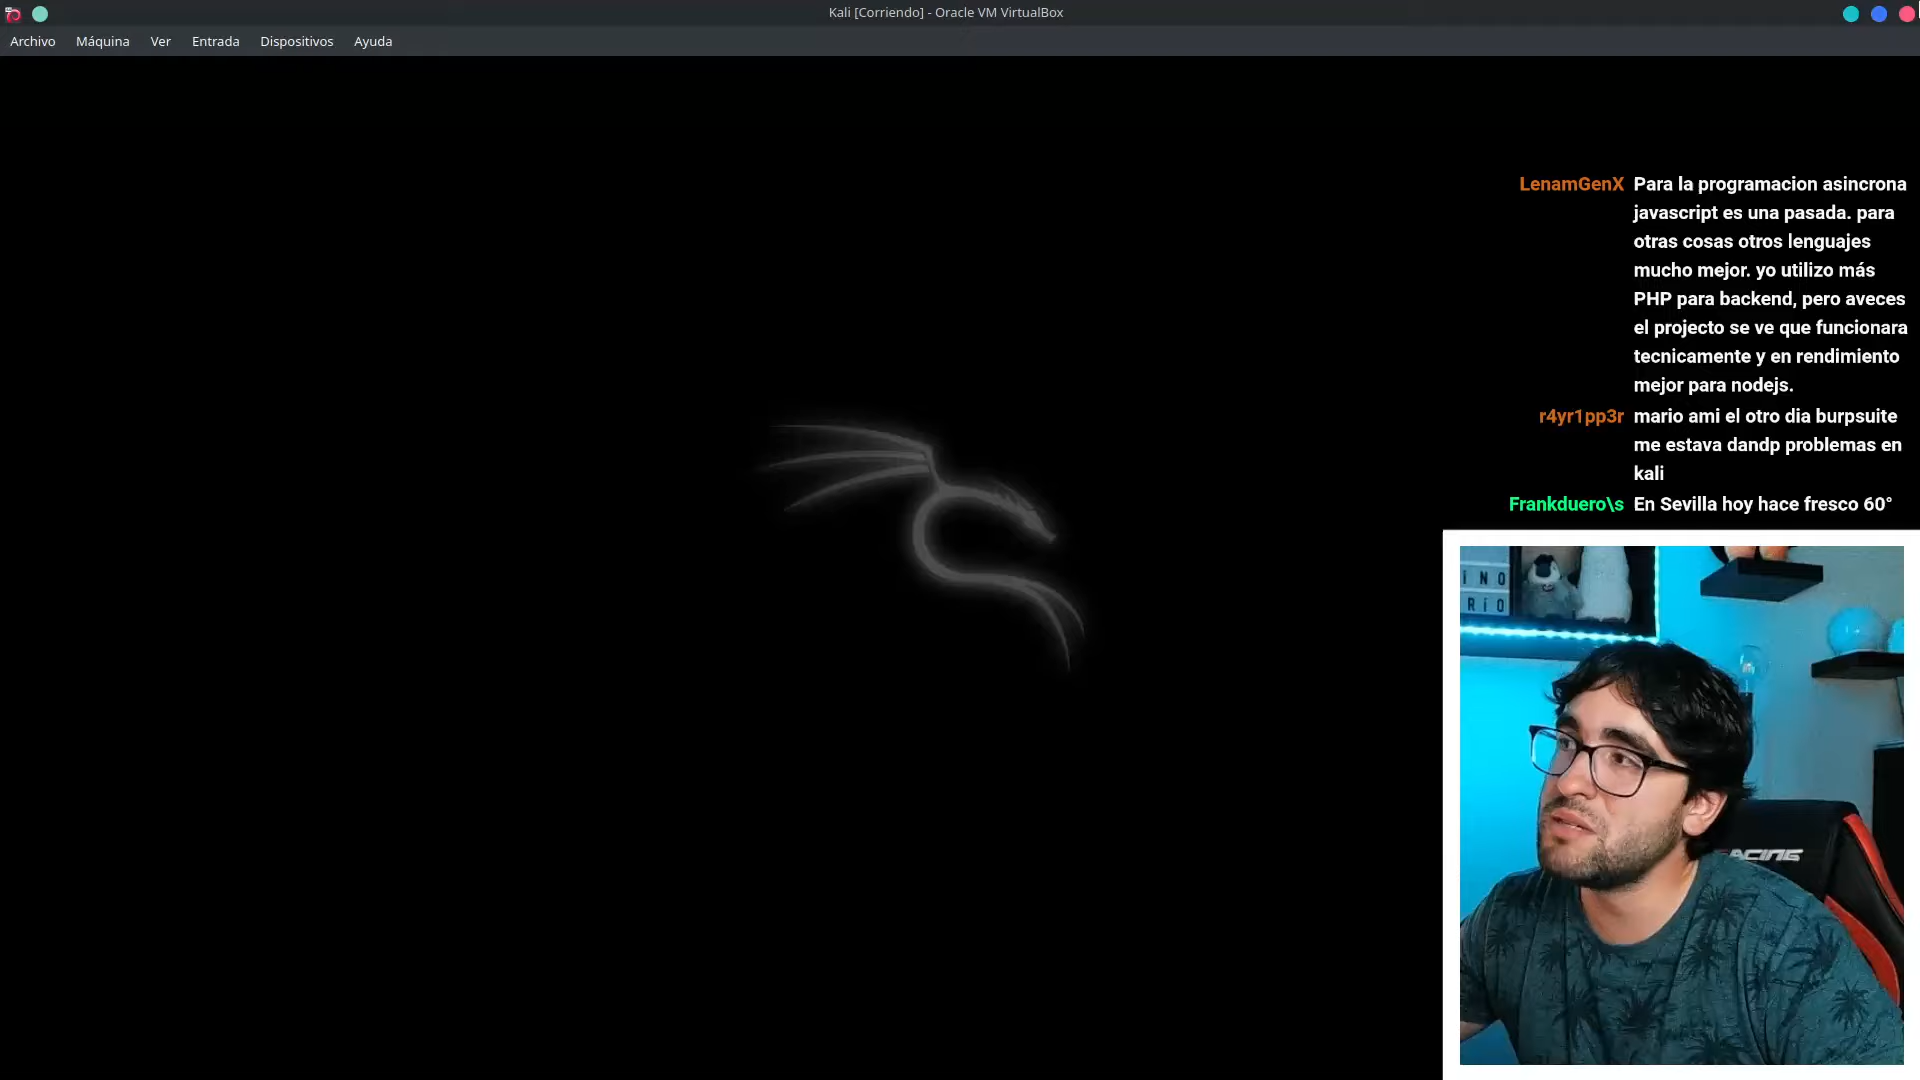 Kali [Corriendo] - Oracle VM VirtualBox
Archivo Máquina Ver Entrada Dispositivos Ayuda
LenamGenX Para la programacion asincrona
javascript es una pasada. para
otras cosas otros lenguajes
mucho mejor. yo utilizo más
PHP para backend, pero aveces
el projecto se ve que funcionara
tecnicamente y en rendimiento
mejor para nodejs.
r4yr1pp3r mario ami el otro dia burpsuite
me estava dandp problemas en
kali
Frankduero\s En Sevilla hoy hace fresco 60°